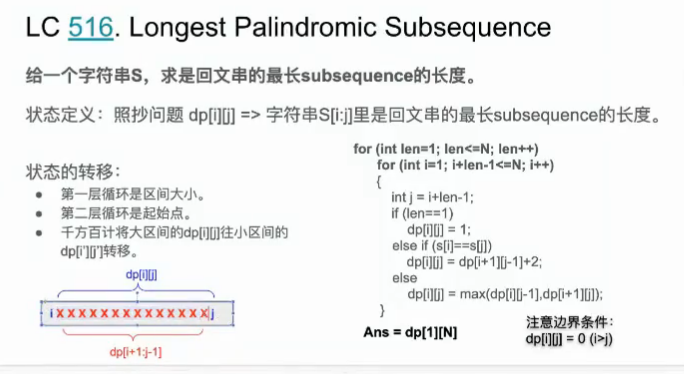 LC 516. Longest Palindromic Subsequence
给一个字符串S，求是回文串的最长subsequence的长度。
状态定义：照抄问题 dp[i][j] => 字符串S[i:j]里是回文串的最长subsequence的长度。
状态的转移：
• 第一层循环是区间大小。
• 第二层循环是起始点。
• 千方百计将大区间的dp[i][j]往小区间的
dp[i'][j']转移。
dp[i][j]
i X X X X X X X X X X X X X X X j
dp[i+1:j-1]
for (int len=1; len<=N; len++)
for (int i=1; i+len-1<=N; i++)
{
int j = i+len-1;
if (len==1)
dp[i][j] = 1;
else if (s[i]==s[j])
dp[i][j] = dp[i+1][j-1]+2;
else
dp[i][j] = max(dp[i][j-1],dp[i+1][j]);
}
Ans = dp[1][N]
注意边界条件：
dp[i][j] = 0 (i>j)